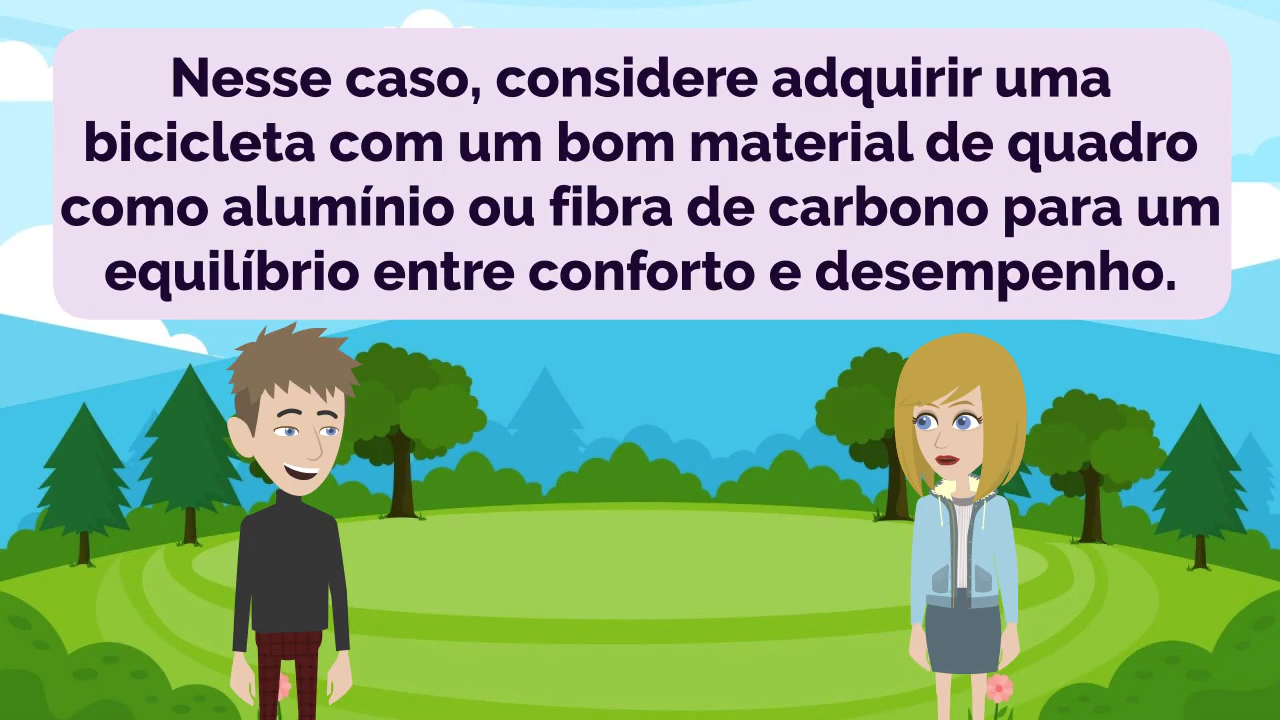 Nesse caso, considere adquirir uma
bicicleta com um bom material de quadro
como alumínio ou fibra de carbono para um
equilíbrio entre conforto e desempenho.